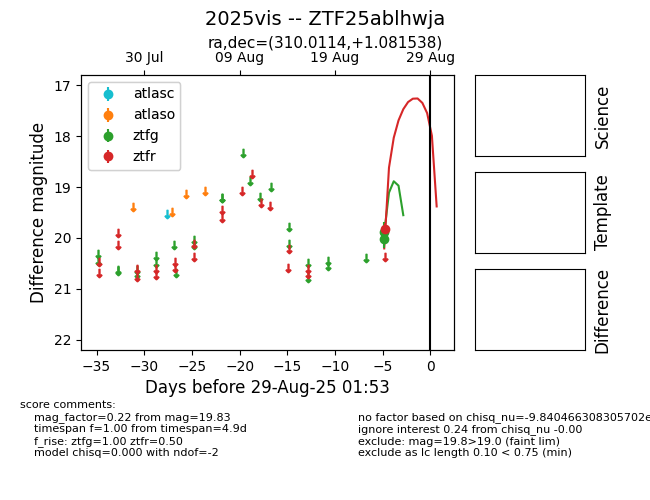 2025vis -- ZTF25ablhwja
ra,dec=(310.0114,+1.081538)
30 Jul 09 Aug 19 Aug 29 Aug
atlasc
atlaso
ztfg
ztfr
17
18
19
20
21
22
Difference magnitude
−35 −30 −25 −20 −15 −10 −5 0
Days before 29-Aug-25 01:53
Science
Template
Difference
score comments:
mag_factor=0.22 from mag=19.83
timespan f=1.00 from timespan=4.9d
f_rise: ztfg=1.00 ztfr=0.50
model chisq=0.000 with ndof=-2
no factor based on chisq_nu=-9.840466308305702e
ignore interest 0.24 from chisq_nu -0.00
exclude: mag=19.8>19.0 (faint lim)
exclude as lc length 0.10 < 0.75 (min)